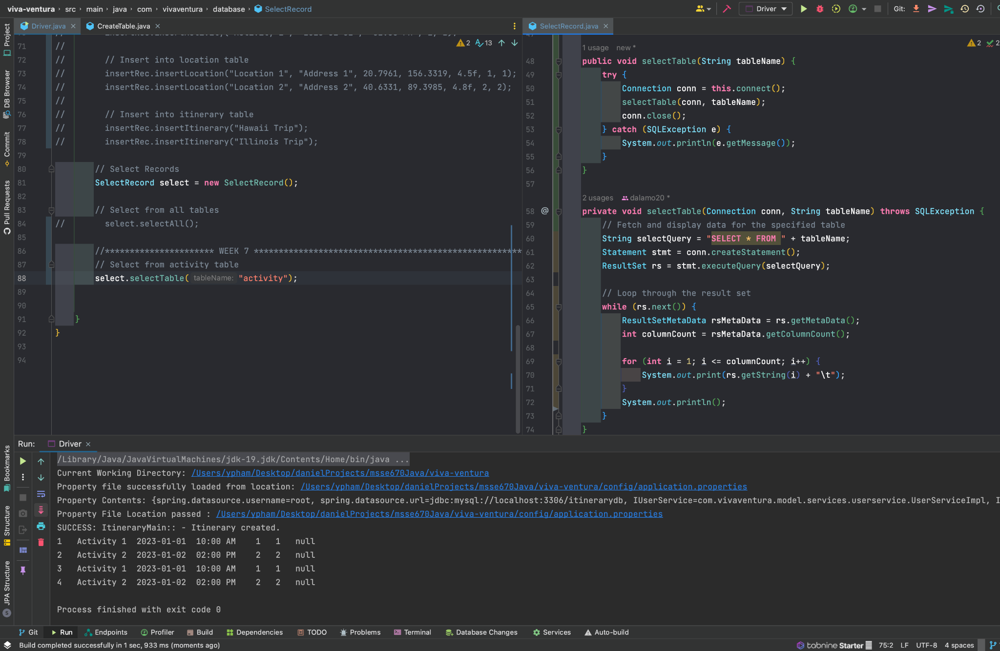 viva-ventura › src › main › java › com › vivaventura › database › SelectRecord
Driver
Git:
Project
DB Browser
Commit
Pull Requests
Bookmarks
Structure
JPA Structure
Driver.java
CreateTable.java
2 13
71 //
72 // // Insert into location table
73 // insertRec.insertLocation("Location 1", "Address 1", 20.7961, 156.3319, 4.5f, 1, 1);
74 // insertRec.insertLocation("Location 2", "Address 2", 40.6331, 89.3985, 4.8f, 2, 2);
75 //
76 // // Insert into itinerary table
77 // insertRec.insertItinerary("Hawaii Trip");
78 // insertRec.insertItinerary("Illinois Trip");
79
80 // Select Records
81 SelectRecord select = new SelectRecord();
82
83 // Select from all tables
84 // select.selectAll();
85
86 //********************** WEEK 7 ******************************************************
87 // Select from activity table
88 select.selectTable( tableName: "activity");
89
90
91 }
92 }
93
94
SelectRecord.java
2 2
47
1 usage new *
48 public void selectTable(String tableName) {
49 try {
50 Connection conn = this.connect();
51 selectTable(conn, tableName);
52 conn.close();
53 } catch (SQLException e) {
54 System.out.println(e.getMessage());
55 }
56 }
57
2 usages dalamo20 *
58 @ private void selectTable(Connection conn, String tableName) throws SQLException {
59 // Fetch and display data for the specified table
60 String selectQuery = "SELECT * FROM " + tableName;
61 Statement stmt = conn.createStatement();
62 ResultSet rs = stmt.executeQuery(selectQuery);
63
64 // Loop through the result set
65 while (rs.next()) {
66 ResultSetMetaData rsMetaData = rs.getMetaData();
67 int columnCount = rsMetaData.getColumnCount();
68
69 for (int i = 1; i <= columnCount; i++) {
70 System.out.print(rs.getString(i) + "\t");
71 }
72 System.out.println();
73 }
74 }
Run: Driver
/Library/Java/JavaVirtualMachines/jdk-19.jdk/Contents/Home/bin/java ...
Current Working Directory: /Users/ypham/Desktop/danielProjects/msse670Java/viva-ventura
Property file successfully loaded from location: /Users/ypham/Desktop/danielProjects/msse670Java/viva-ventura/config/application.properties
Property Contents: {spring.datasource.username=root, spring.datasource.url=jdbc:mysql://localhost:3306/itinerarydb, IUserService=com.vivaventura.model.services.userservice.UserServiceImpl, I
Property File Location passed : /Users/ypham/Desktop/danielProjects/msse670Java/viva-ventura/config/application.properties
SUCCESS: ItineraryMain:: - Itinerary created.
1 Activity 1 2023-01-01 10:00 AM 1 1 null
2 Activity 2 2023-01-02 02:00 PM 2 2 null
3 Activity 1 2023-01-01 10:00 AM 1 1 null
4 Activity 2 2023-01-02 02:00 PM 2 2 null
Process finished with exit code 0
Git Run Endpoints Profiler Build Dependencies TODO Problems Terminal Database Changes Services Auto-build
Build completed successfully in 1 sec, 933 ms (moments ago)
tabnine Starter 75:2 LF UTF-8 4 spaces